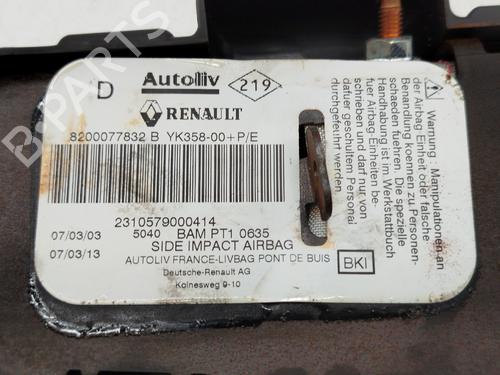 B-PARTS
D
Autoliv
219
RENAULT
8200077832 B YK358-00+P/E
2310579000414
07/03/03 5040 BAM PT1 0635
SIDE IMPACT AIRBAG
07/03/13
AUTOLIV FRANCE-LIVBAG PONT DE BUIS
Deutsche-Renault AG
Kolnesweg 9-10
BKI
Warnung : Manipulationen an
der Airbag-Einheit oder falsche
Behandlung koennen zu Personen-
schaeden fuehren. Die spezielle
Handhabung ist im Werkstattbuch
fuer Airbag-Einheiten be-
schrieben und darf nur von
dafuer geschultem Personal
durchgefuehrt werden.